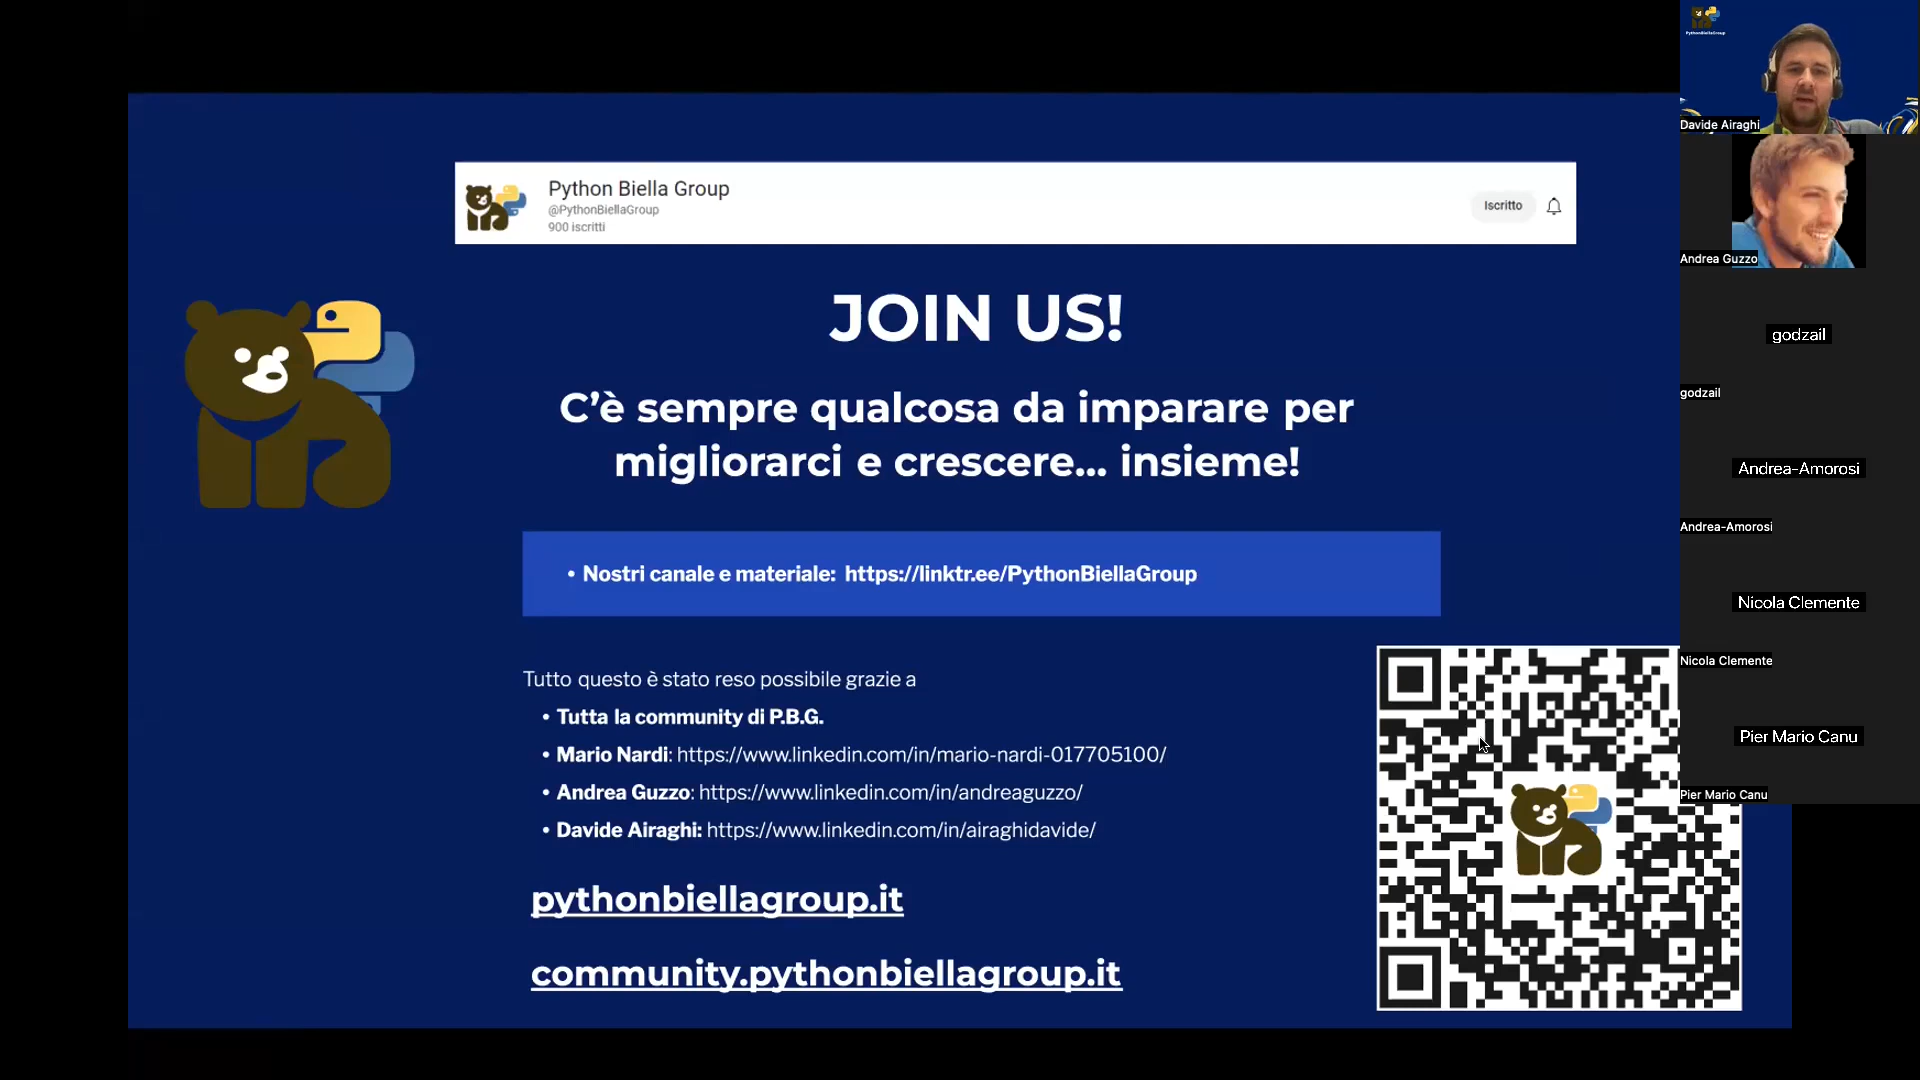 Python Biella Group
@PythonBiellaGroup
900 iscritti
Iscritto
JOIN US!
C’è sempre qualcosa da imparare per
migliorarci e crescere... insieme!
• Nostri canale e materiale: https://linktr.ee/PythonBiellaGroup
Tutto questo è stato reso possibile grazie a
• Tutta la community di P.B.G.
• Mario Nardi: https://www.linkedin.com/in/mario-nardi-017705100/
• Andrea Guzzo: https://www.linkedin.com/in/andreaguzzo/
• Davide Airaghi: https://www.linkedin.com/in/airaghidavide/
pythonbiellagroup.it
community.pythonbiellagroup.it
PythonBiellaGroup
Davide Airaghi
Andrea Guzzo
godzail
godzail
Andrea-Amorosi
Andrea-Amorosi
Nicola Clemente
Nicola Clemente
Pier Mario Canu
Pier Mario Canu